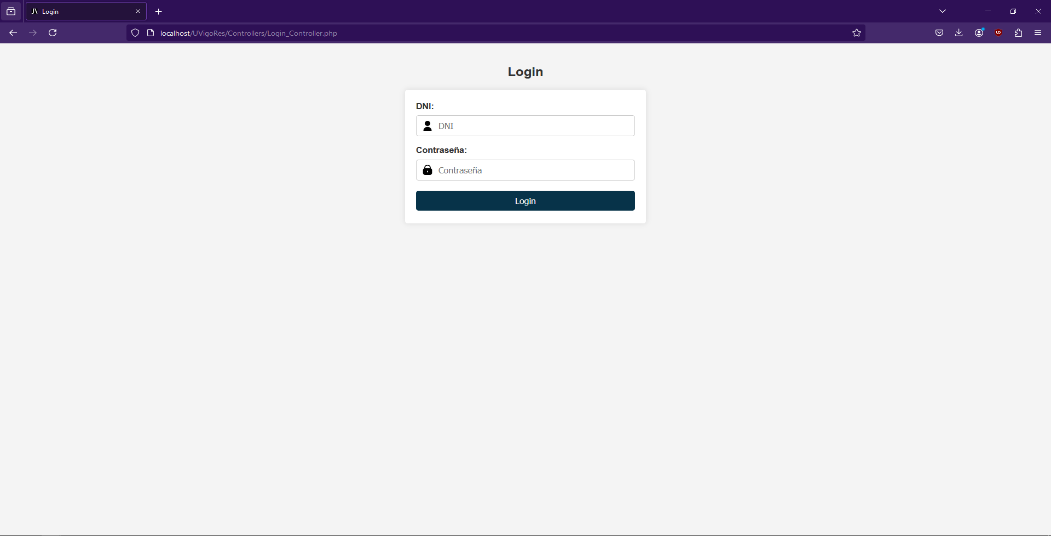 Login
localhost/UVigoRes/Controllers/Login_Controller.php
Login
DNI:
DNI
Contraseña:
Contraseña
Login